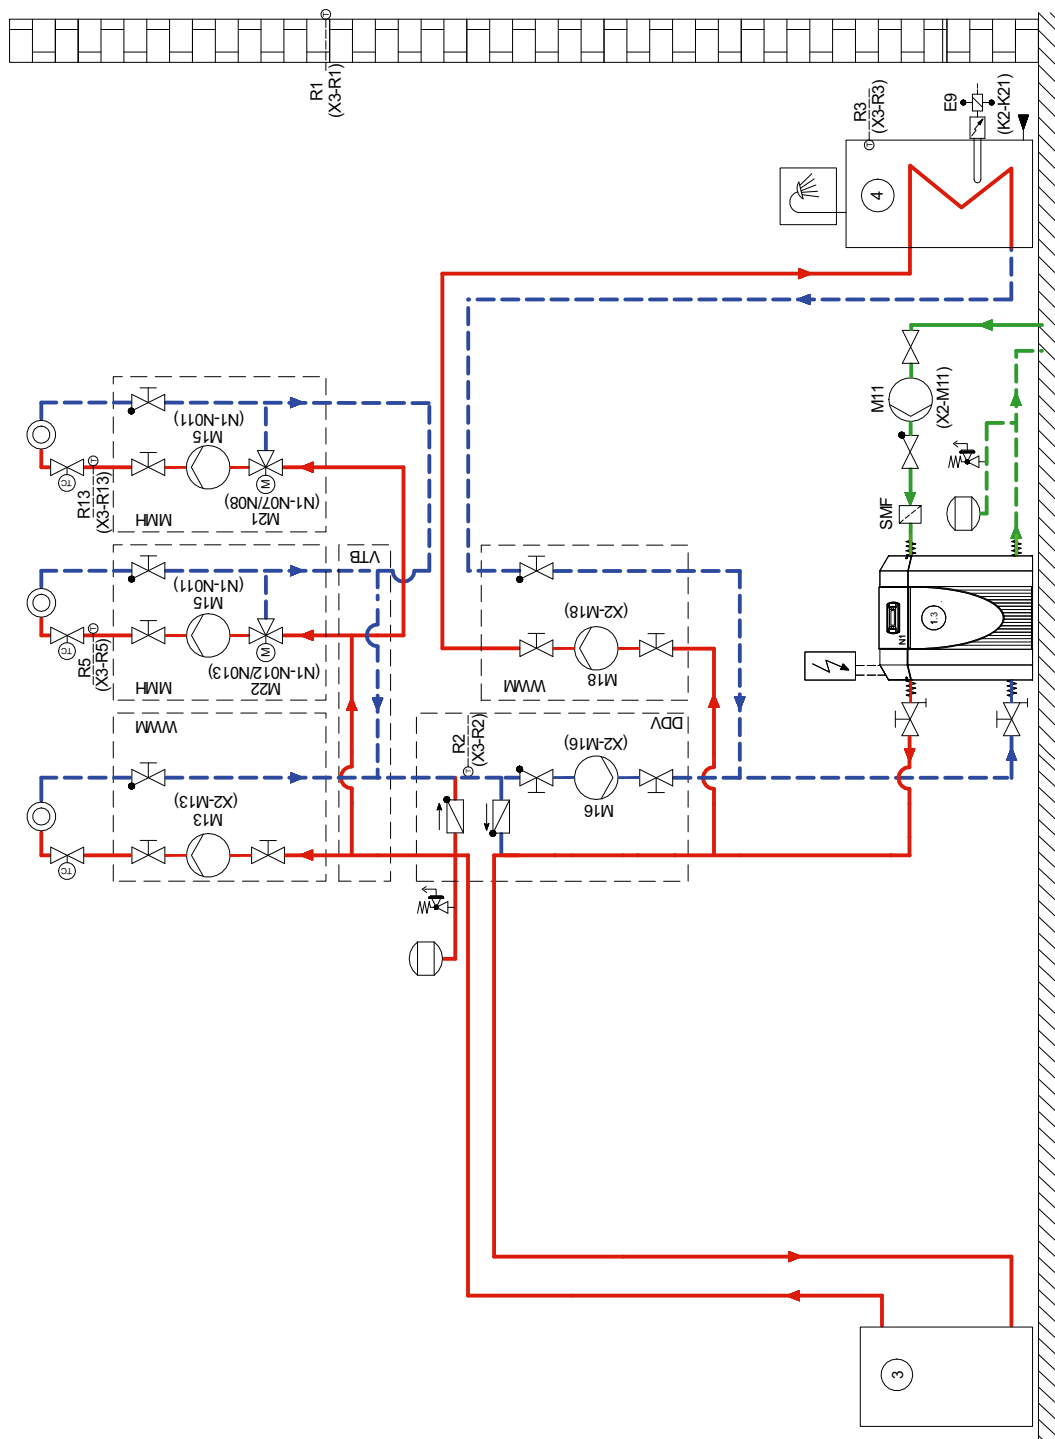 R1
(X3-R1)
R3
(X3-R3)
E9
(K2-K21)
4
T
T
M15
(N1-N011)
TC
T
R13
(X3-R13)
MMH
M
M21
(N1-N07/N08)
M11
(X2-M11)
SMF
M15
(N1-N011)
VTB
TC
T
R5
(X3-R5)
MMH
M
M22
(N1-N012/N013)
M18
(X2-M18)
WWM
N1
1.3
WWM
M13
(X2-M13)
TC
R2
(X3-R2)
T
DDV
M16
(X2-M16)
3